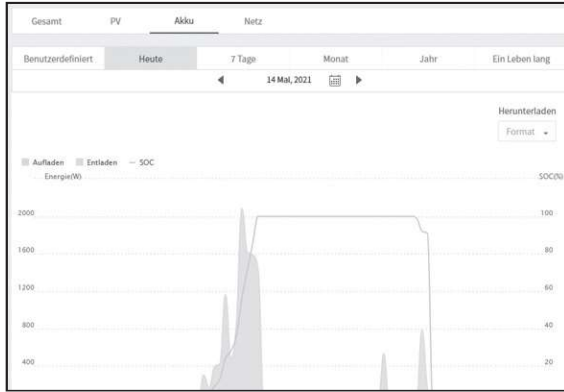 Gesamt PV Akku Netz
Benutzerdefiniert Heute 7 Tage Monat Jahr Ein Leben lang
14 Mai, 2021
Herunterladen
Format
Aufladen Entladen SOC
Energie(W) SOC(%)
2000 100
1600 80
1200 60
800 40
400 20